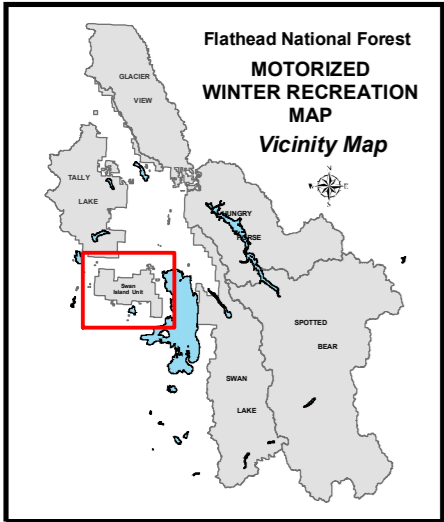 Flathead National Forest
MOTORIZED
WINTER RECREATION
MAP
Vicinity Map
GLACIER
VIEW
TALLY
LAKE
HUNGRY
HORSE
Swan
Island Unit
SPOTTED
BEAR
SWAN
LAKE